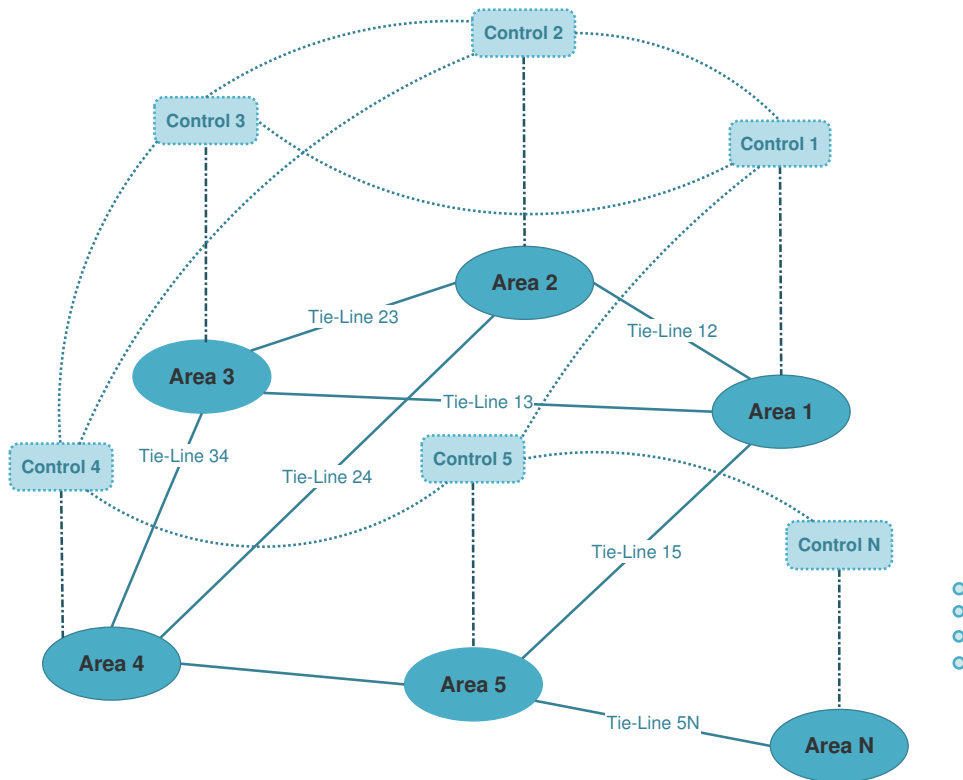 Control 2
Control 3
Control 1
Area 2
Tie-Line 23
Tie-Line 12
Area 3
Tie-Line 13
Area 1
Tie-Line 34
Control 4
Tie-Line 24
Control 5
Control N
Tie-Line 15
Area 4
Area 5
Tie-Line 5N
Area N